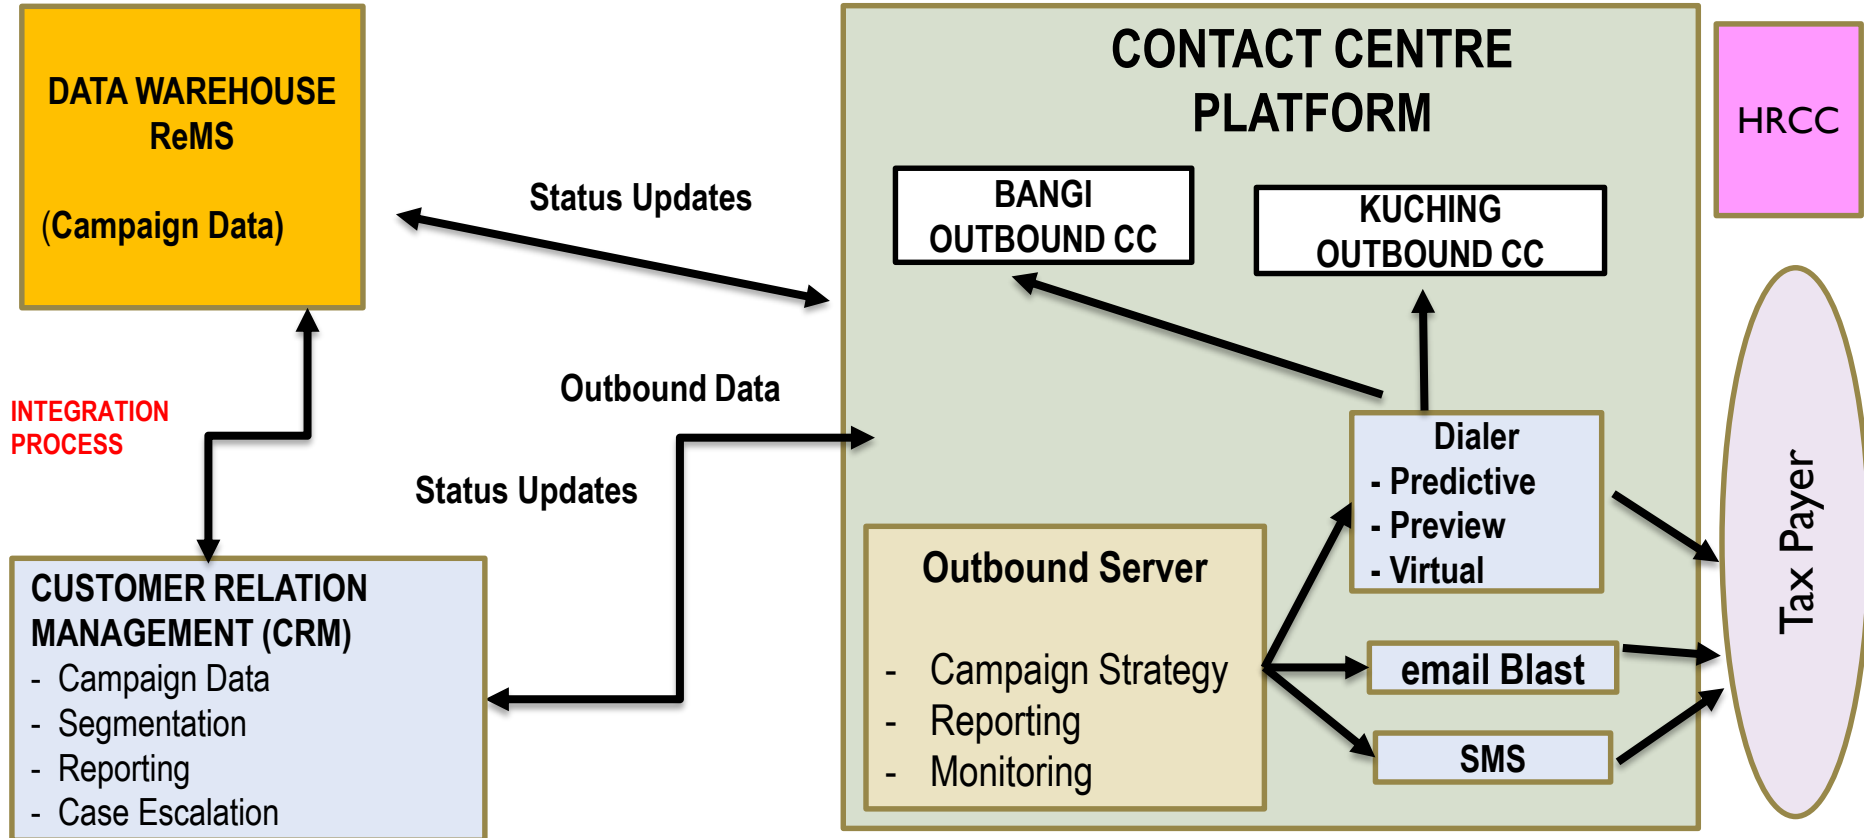 DATA WAREHOUSE
ReMS
(Campaign Data)
INTEGRATION
PROCESS
CUSTOMER RELATION
MANAGEMENT (CRM)
- Campaign Data
- Segmentation
- Reporting
- Case Escalation
Status Updates
Outbound Data
Status Updates
CONTACT CENTRE
PLATFORM
BANGI
OUTBOUND CC
KUCHING
OUTBOUND CC
Dialer
- Predictive
- Preview
- Virtual
Outbound Server
- Campaign Strategy
- Reporting
- Monitoring
email Blast
SMS
HRCC
Tax Payer